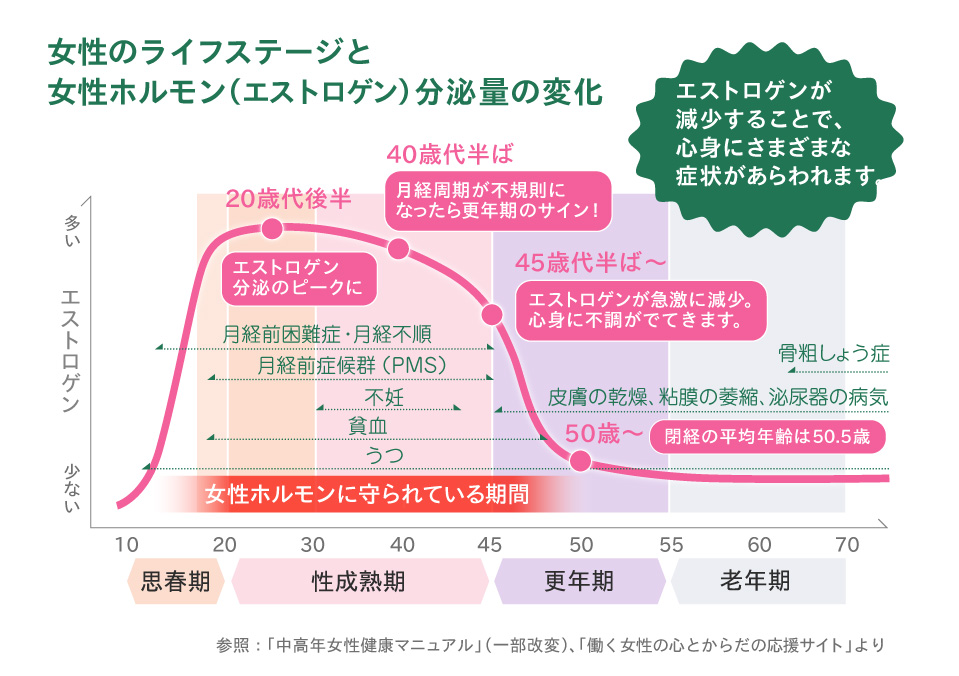 女性のライフステージと
女性ホルモン（エストロゲン）分泌量の変化
エストロゲンが
減少することで、
心身にさまざまな
症状があらわれます。
40歳代半ば
月経周期が不規則に
なったら更年期のサイン！
20歳代後半
エストロゲン
分泌のピークに
45歳代半ば～
エストロゲンが急激に減少。
心身に不調がでてきます。
多い
エストロゲン
少ない
月経前困難症・月経不順
月経前症候群（PMS）
不妊
貧血
うつ
骨粗しょう症
皮膚の乾燥、粘膜の萎縮、泌尿器の病気
50歳～
閉経の平均年齢は50.5歳
女性ホルモンに守られている期間
10 20 30 40 45 50 55 60 70
思春期 性成熟期 更年期 老年期
参照：「中高年女性健康マニュアル」（一部改変）、「働く女性の心とからだの応援サイト」より